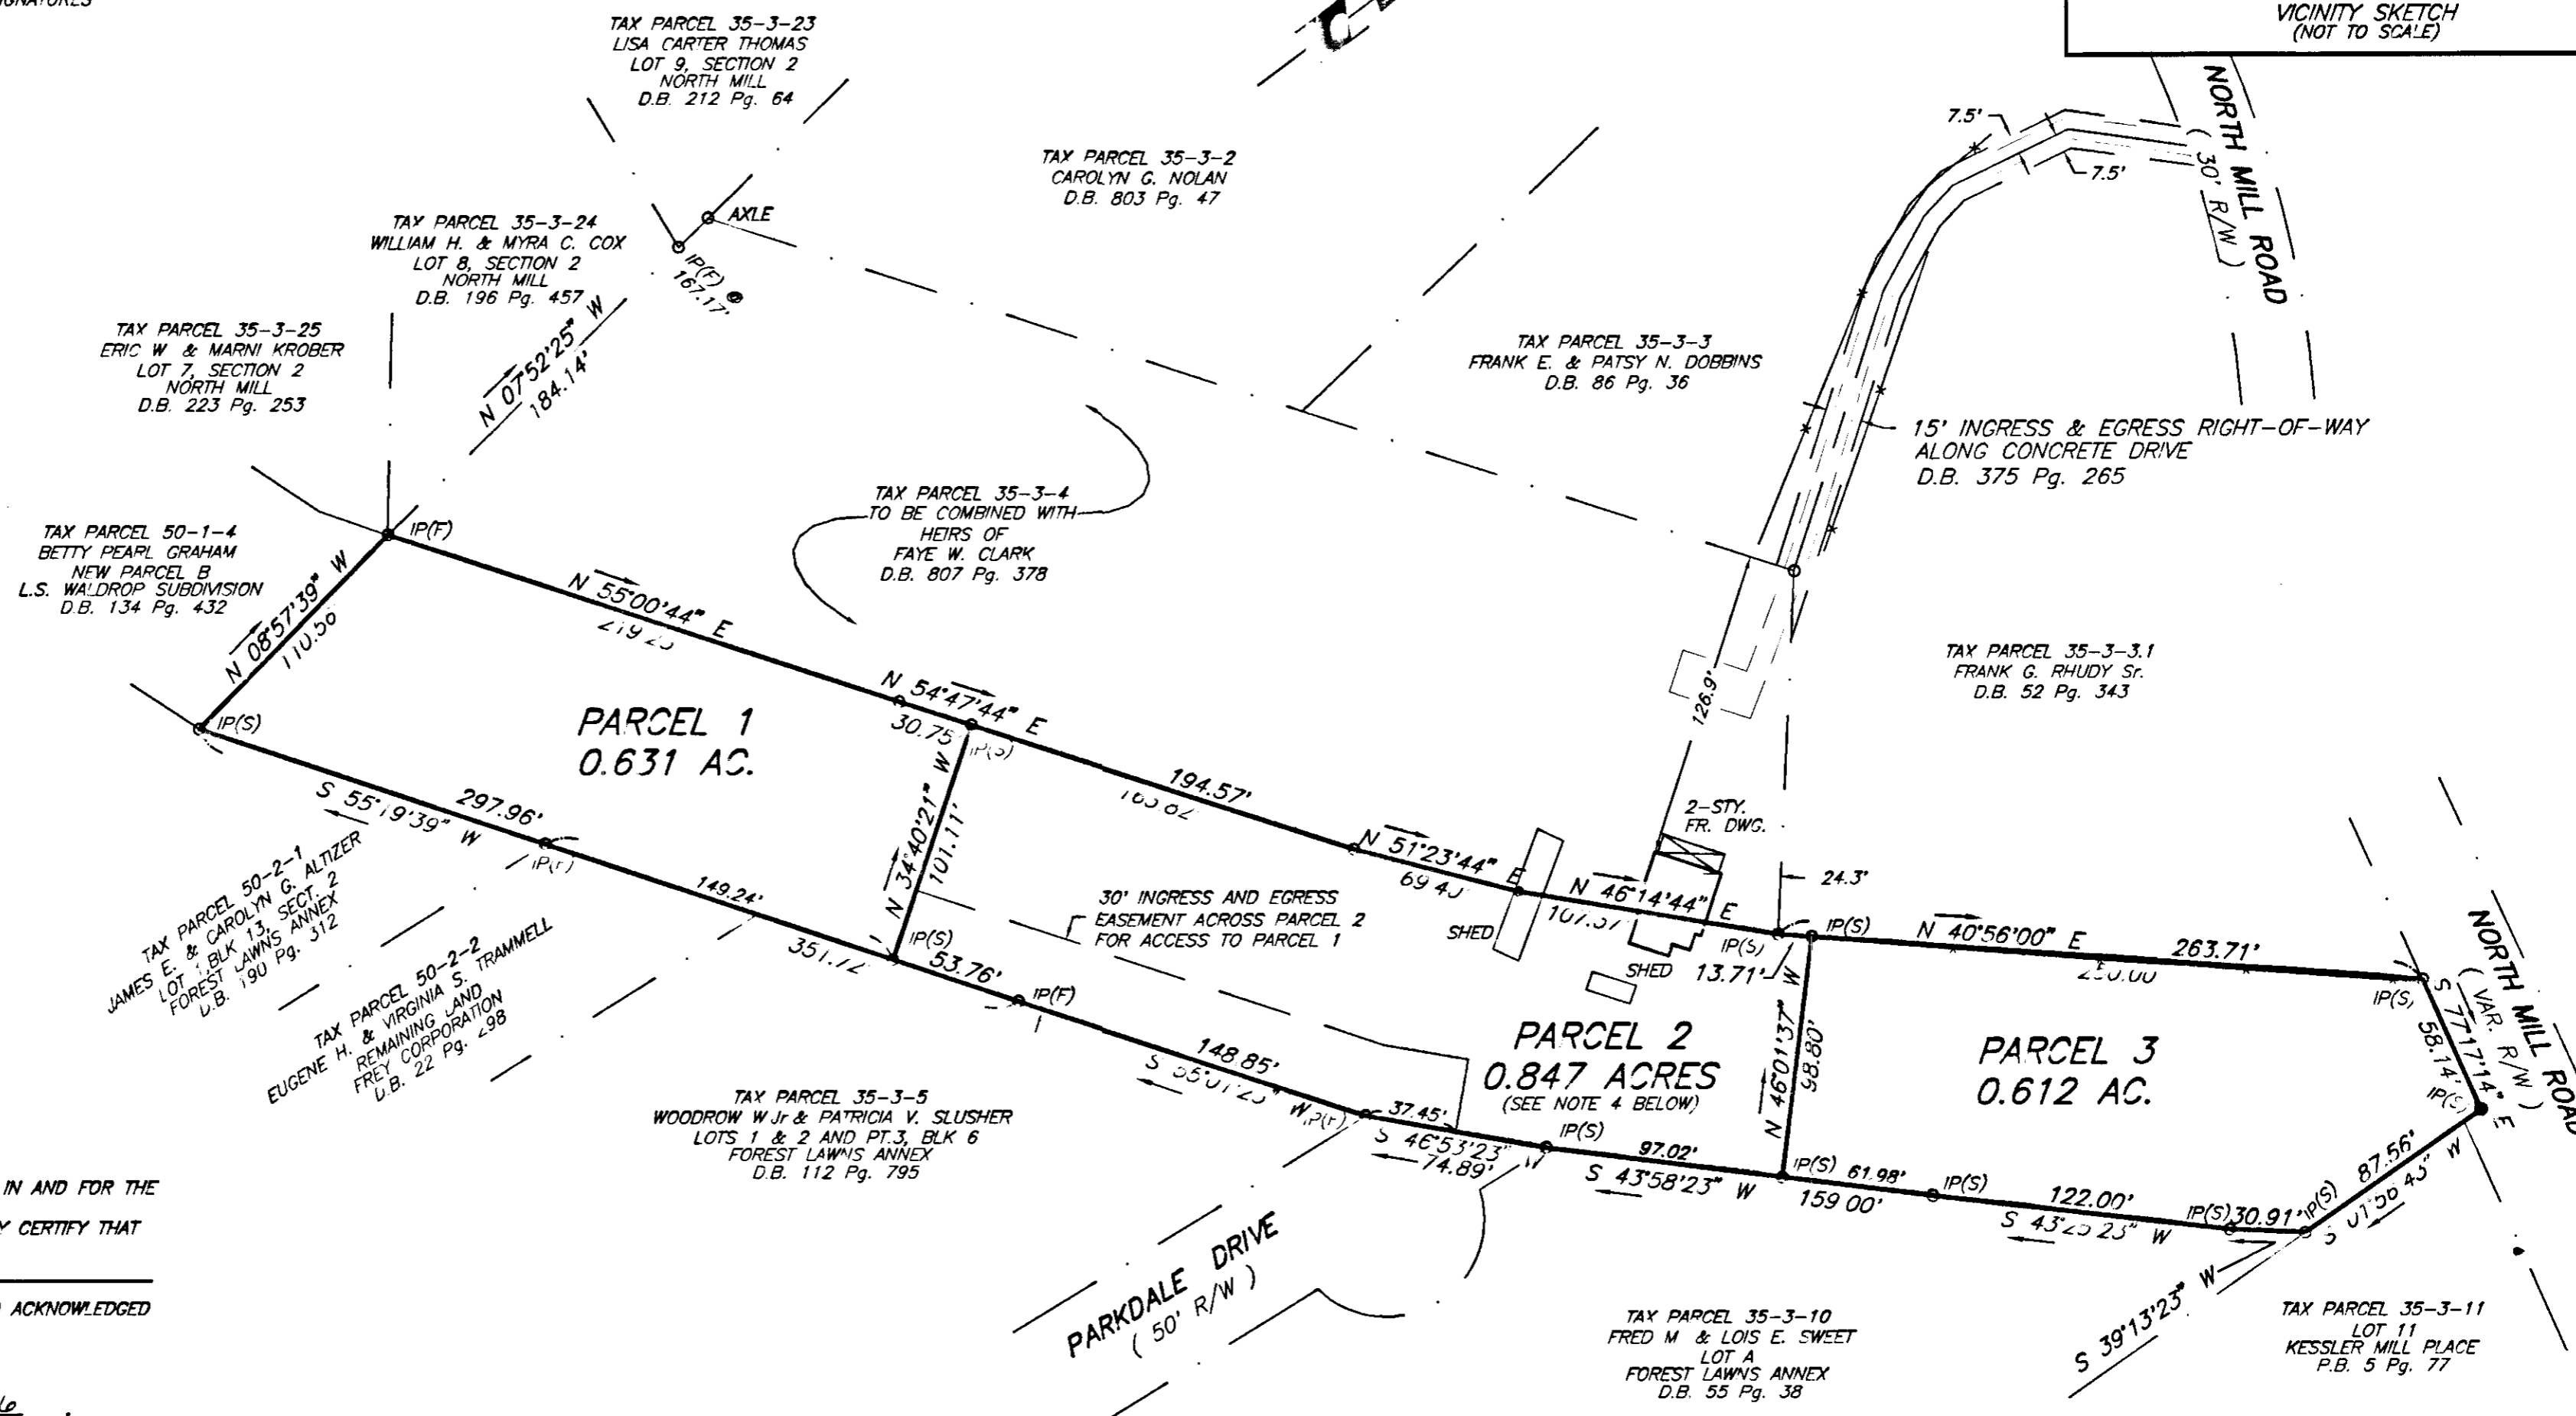 VICINITY SKETCH
(NOT TO SCALE)
TAX PARCEL 35-3-23
LISA CARTER THOMAS
LOT 9, SECTION 2
NORTH MILL
D.B. 212 Pg. 64
TAX PARCEL 35-3-2
CAROLYN G. NOLAN
D.B. 803 Pg. 47
NORTH MILL ROAD
( 30' R/W )
7.5'
7.5'
AXLE
IP(F) @
167.17'
TAX PARCEL 35-3-24
WILLIAM H. & MYRA C. COX
LOT 8, SECTION 2
NORTH MILL
D.B. 196 Pg. 457
N 07°52'25" W
184.14'
TAX PARCEL 35-3-25
ERIC W & MARNI KROBER
LOT 7, SECTION 2
NORTH MILL
D.B. 223 Pg. 253
TAX PARCEL 35-3-3
FRANK E. & PATSY N. DOBBINS
D.B. 86 Pg. 36
15' INGRESS & EGRESS RIGHT-OF-WAY
ALONG CONCRETE DRIVE
D.B. 375 Pg. 265
TAX PARCEL 35-3-4
TO BE COMBINED WITH
HEIRS OF
FAYE W. CLARK
D.B. 807 Pg. 378
TAX PARCEL 50-1-4
BETTY PEARL GRAHAM
NEW PARCEL B
L.S. WALDROP SUBDIVISION
D.B. 134 Pg. 432
IP(F)
N 08°57'39" W
N 55°00'44" E
IP(S)
PARCEL 1
0.631 AC.
N 54°47'44" E
30.75'
IP(S)
N 34°40'21" W
101.11'
194.57'
126.9'
TAX PARCEL 35-3-3.1
FRANK G. RHUDY Sr.
D.B. 52 Pg. 343
2-STY.
FR. DWG.
S 55°19'39" W
297.96'
149.24'
N 51°23'44" E
N 46°14'44" E
24.3'
IP(S)
IP(S)
13.71'
SHED
SHED
N 40°56'00" E
263.71'
IP(S)
S 77°17'14" E
58.14'
IP(S)
NORTH MILL ROAD
( VAR. R/W )
TAX PARCEL 50-2-1
JAMES E. & CAROLYN G. ALTIZER
LOT 1, BLK 13, SECT. 2
FOREST LAWNS ANNEX
D.B. 190 Pg. 312
TAX PARCEL 50-2-2
EUGENE H. & VIRGINIA S. TRAMMELL
REMAINING LAND
FREY CORPORATION
30' INGRESS AND EGRESS
EASEMENT ACROSS PARCEL 2
FOR ACCESS TO PARCEL 1
IP(S)
53.76'
IP(F)
148.85'
PARCEL 2
0.847 ACRES
(SEE NOTE 4 BELOW)
N 46°01'37" W
98.80'
PARCEL 3
0.612 AC.
TAX PARCEL 35-3-5
WOODROW W Jr & PATRICIA V. SLUSHER
LOTS 1 & 2 AND PT.3, BLK 6
FOREST LAWNS ANNEX
D.B. 112 Pg. 795
37.45'
S 46°53'23" W
74.89'
IP(S)
97.02'
S 43°58'23" W
IP(S)
61.98'
159.00'
IP(S)
122.00'
IP(S)
30.91'
IP(S)
87.56'
S 39°13'23" W
PARKDALE DRIVE
( 50' R/W )
TAX PARCEL 35-3-10
FRED M & LOIS E. SWEET
LOT A
FOREST LAWNS ANNEX
D.B. 55 Pg. 38
TAX PARCEL 35-3-11
LOT 11
KESSLER MILL PLACE
P.B. 5 Pg. 77
IN AND FOR THE
CERTIFY THAT
ACKNOWLEDGED